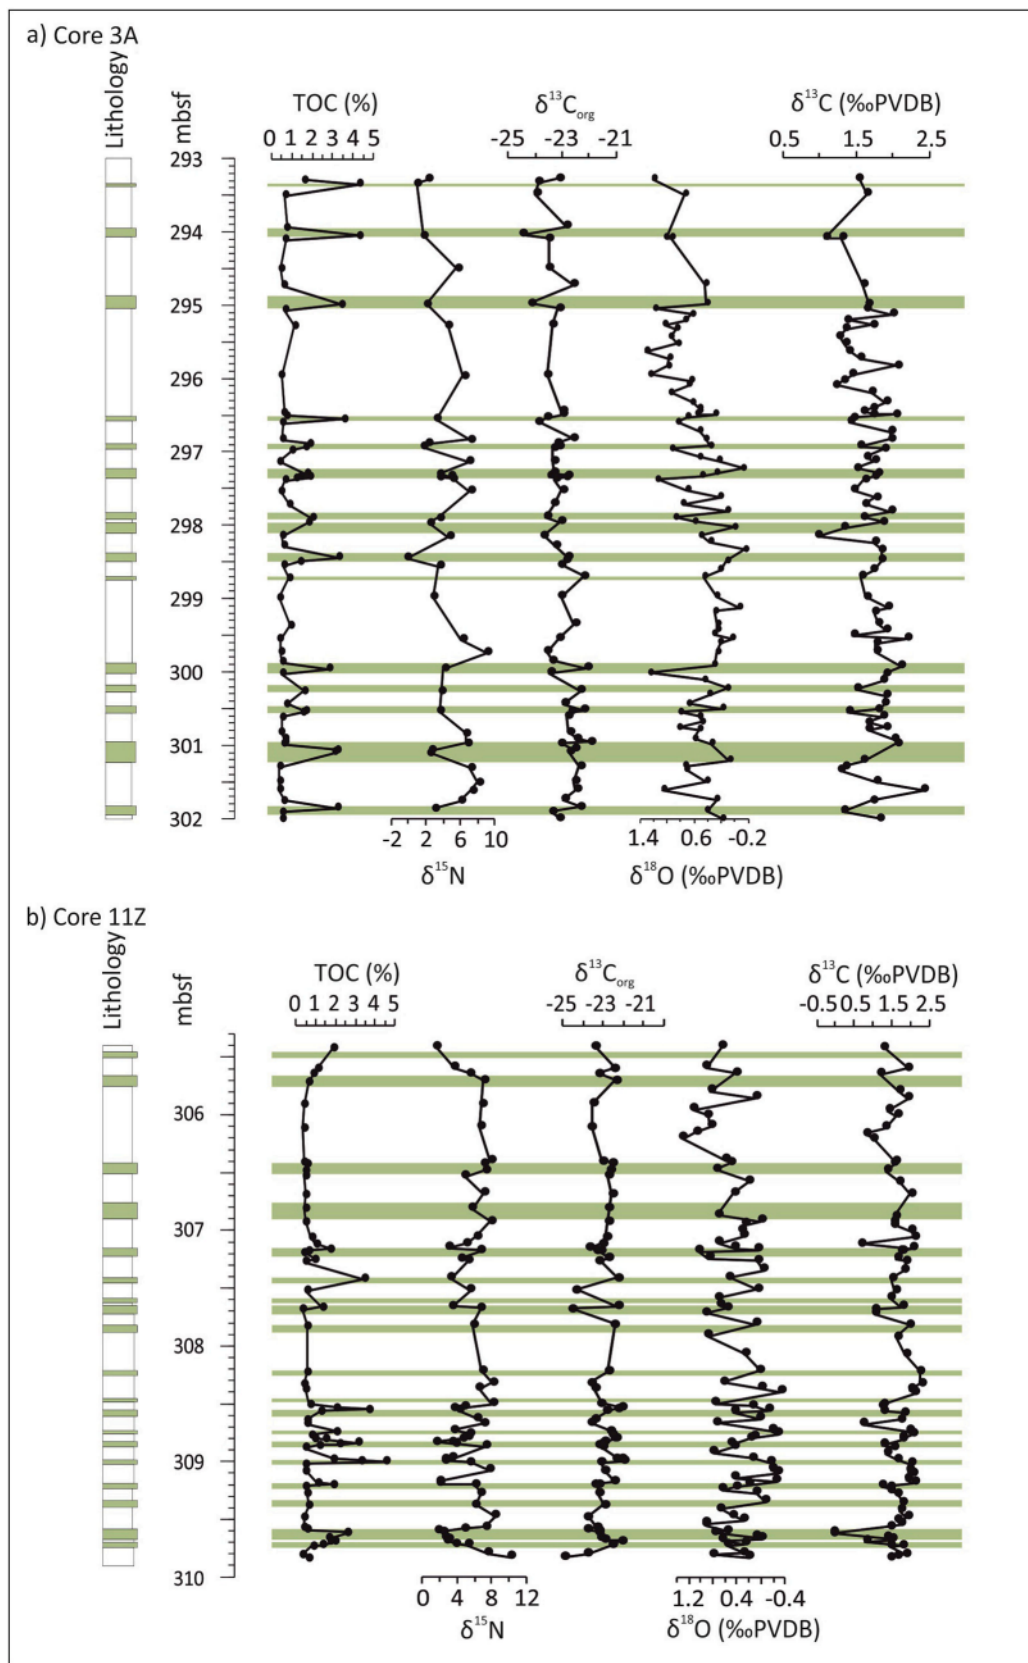 a) Core 3A
Lithology
mbsf
TOC (%)
δ¹³C_org
δ¹³C (‰PVDB)
0 1 2 3 4 5
-25 -23 -21
0.5 1.5 2.5
293
294
295
296
297
298
299
300
301
302
-2 2 6 10
1.4 0.6 -0.2
δ¹⁵N
δ¹⁸O (‰PVDB)
b) Core 11Z
Lithology
mbsf
TOC (%)
δ¹³C_org
δ¹³C (‰PVDB)
0 1 2 3 4 5
-25 -23 -21
-0.5 0.5 1.5 2.5
306
307
308
309
310
0 4 8 12
1.2 0.4 -0.4
δ¹⁵N
δ¹⁸O (‰PVDB)